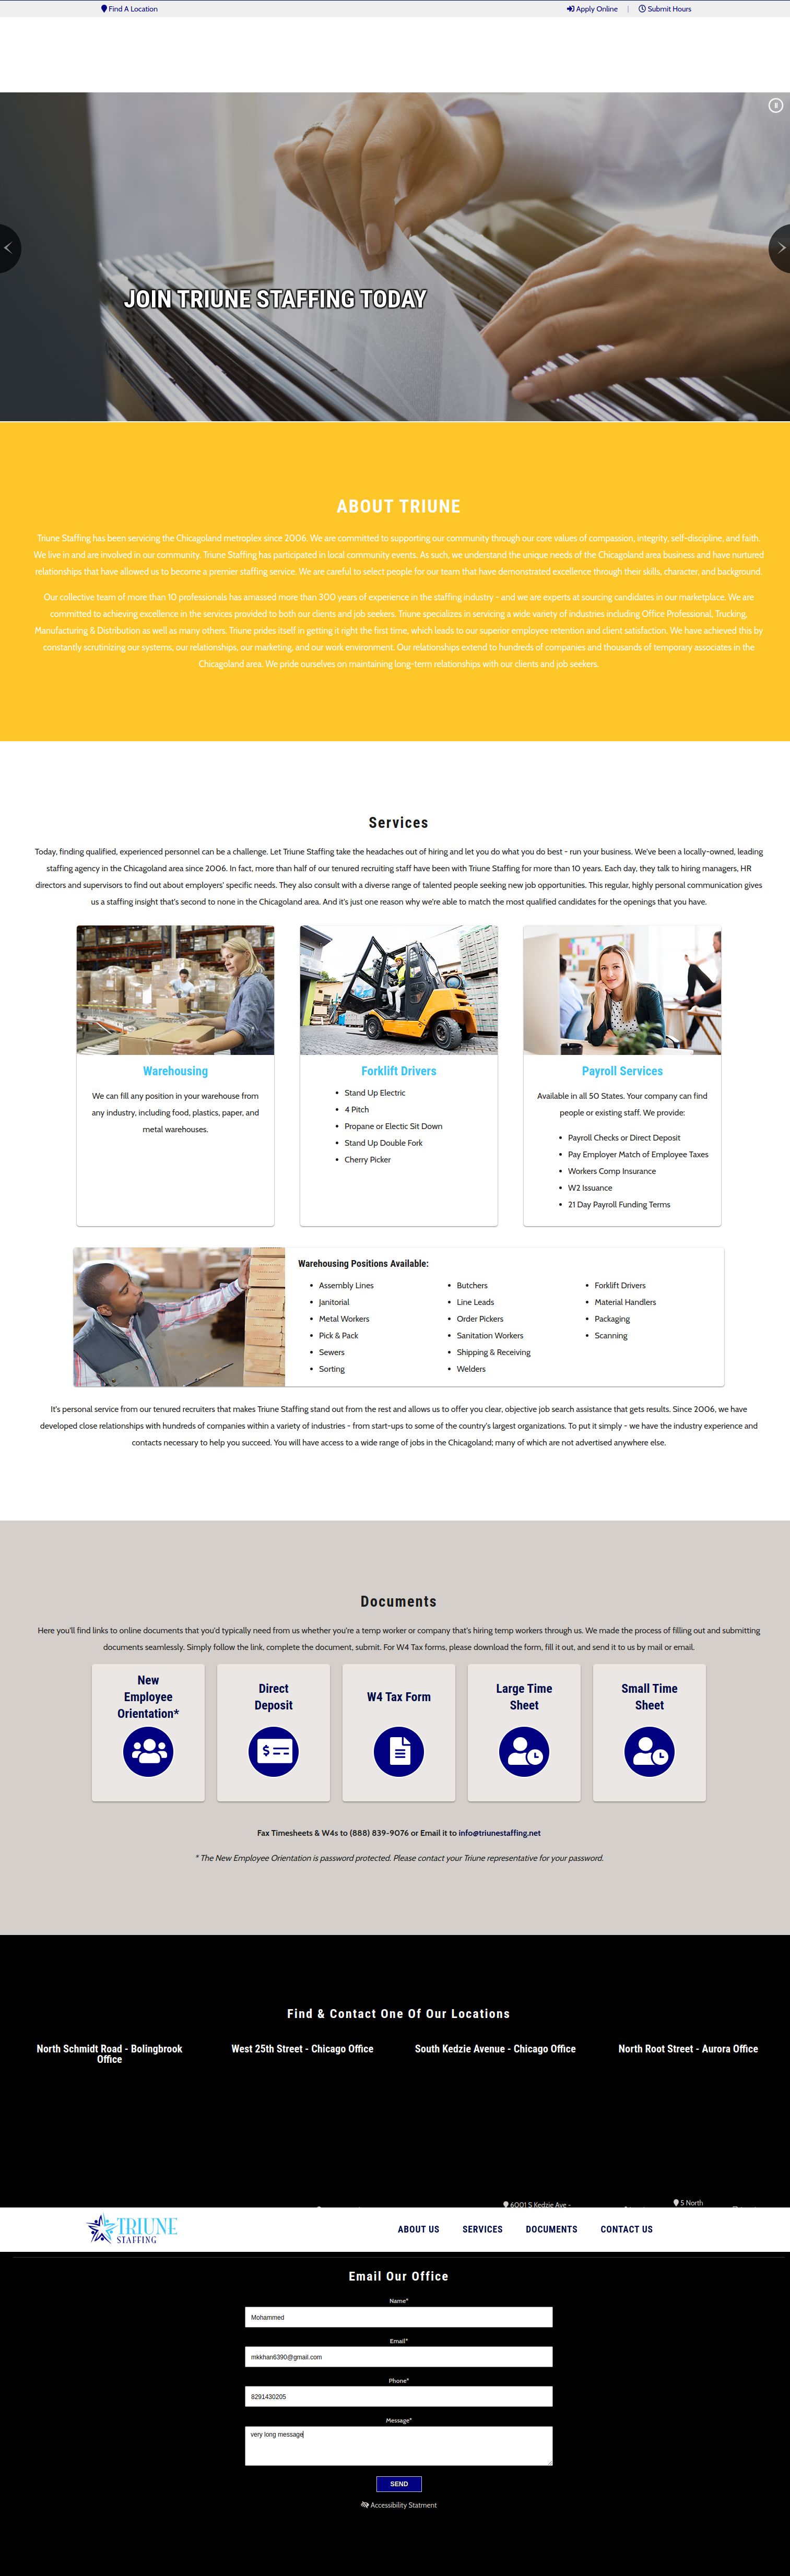 Find A Location
Apply Online | Submit Hours
JOIN TRIUNE STAFFING TODAY
ABOUT TRIUNE
Triune Staffing has been servicing the Chicagoland metroplex since 2006. We are committed to supporting our community through our core values of compassion, integrity, self-discipline, and faith.
We live in and are involved in our community. Triune Staffing has participated in local community events. As such, we understand the unique needs of the Chicagoland area business and have nurtured
relationships that have allowed us to become a premier staffing service. We are careful to select people for our team that have demonstrated excellence through their skills, character, and background.
Our collective team of more than 10 professionals has amassed more than 300 years of experience in the staffing industry - and we are experts at sourcing candidates in our marketplace. We are
committed to achieving excellence in the services provided to both our clients and job seekers. Triune specializes in servicing a wide variety of industries including Office Professional, Trucking,
Manufacturing & Distribution as well as many others. Triune prides itself in getting it right the first time, which leads to our superior employee retention and client satisfaction. We have achieved this by
constantly scrutinizing our systems, our relationships, our marketing, and our work environment. Our relationships extend to hundreds of companies and thousands of temporary associates in the
Chicagoland area. We pride ourselves on maintaining long-term relationships with our clients and job seekers.
Services
Today, finding qualified, experienced personnel can be a challenge. Let Triune Staffing take the headaches out of hiring and let you do what you do best - run your business. We've been a locally-owned, leading
staffing agency in the Chicagoland area since 2006. In fact, more than half of our tenured recruiting staff have been with Triune Staffing for more than 10 years. Each day, they talk to hiring managers, HR
directors and supervisors to find out about employers' specific needs. They also consult with a diverse range of talented people seeking new job opportunities. This regular, highly personal communication gives
us a staffing insight that's second to none in the Chicagoland area. And it's just one reason why we're able to match the most qualified candidates for the openings that you have.
Warehousing
We can fill any position in your warehouse from
any industry, including food, plastics, paper, and
metal warehouses.
Forklift Drivers
• Stand Up Electric
• 4 Pitch
• Propane or Electic Sit Down
• Stand Up Double Fork
• Cherry Picker
Payroll Services
Available in all 50 States. Your company can find
people or existing staff. We provide:
• Payroll Checks or Direct Deposit
• Pay Employer Match of Employee Taxes
• Workers Comp Insurance
• W2 Issuance
• 21 Day Payroll Funding Terms
Warehousing Positions Available:
• Assembly Lines
• Janitorial
• Metal Workers
• Pick & Pack
• Sewers
• Sorting
• Butchers
• Line Leads
• Order Pickers
• Sanitation Workers
• Shipping & Receiving
• Welders
• Forklift Drivers
• Material Handlers
• Packaging
• Scanning
It's personal service from our tenured recruiters that makes Triune Staffing stand out from the rest and allows us to offer you clear, objective job search assistance that gets results. Since 2006, we have
developed close relationships with hundreds of companies within a variety of industries - from start-ups to some of the country's largest organizations. To put it simply - we have the industry experience and
contacts necessary to help you succeed. You will have access to a wide range of jobs in the Chicagoland; many of which are not advertised anywhere else.
Documents
Here you'll find links to online documents that you'd typically need from us whether you're a temp worker or company that's hiring temp workers through us. We made the process of filling out and submitting
documents seamlessly. Simply follow the link, complete the document, submit. For W4 Tax forms, please download the form, fill it out, and send it to us by mail or email.
New
Employee
Orientation*
Direct
Deposit
W4 Tax Form
Large Time
Sheet
Small Time
Sheet
Fax Timesheets & W4s to (888) 839-9076 or Email it to info@triunestaffing.net
* The New Employee Orientation is password protected. Please contact your Triune representative for your password.
Find & Contact One Of Our Locations
North Schmidt Road - Bolingbrook
Office
West 25th Street - Chicago Office
South Kedzie Avenue - Chicago Office
North Root Street - Aurora Office
6001 S Kedzie Ave -
5 North
TRIUNE
STAFFING
ABOUT US SERVICES DOCUMENTS CONTACT US
Email Our Office
Name*
Mohammed
Email*
mkkhan6390@gmail.com
Phone*
8291430205
Message*
very long message
SEND
Accessibility Statment